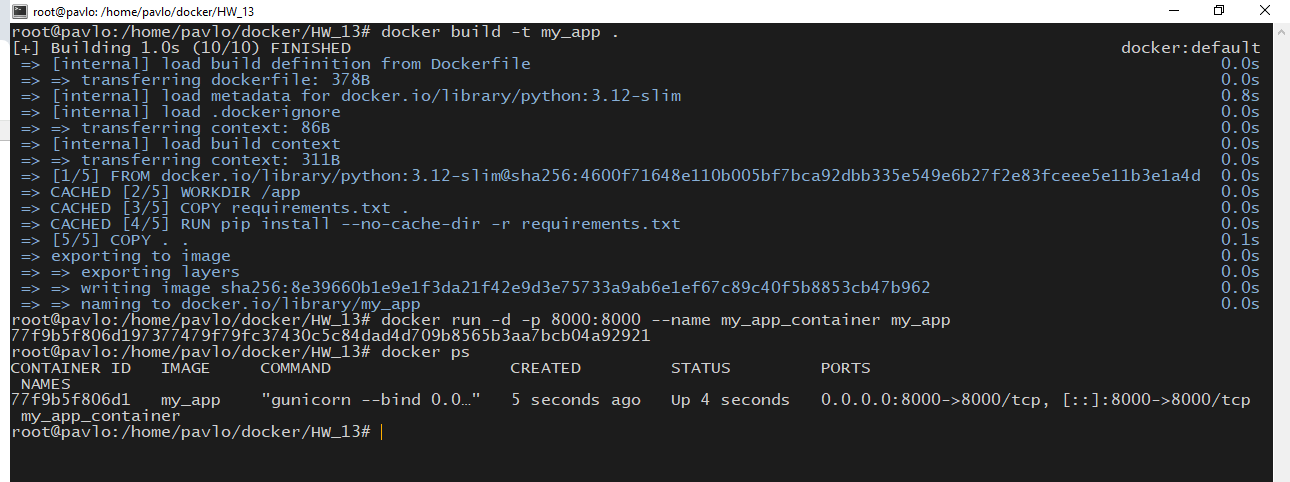 root@pavlo: /home/pavlo/docker/HW_13
root@pavlo:/home/pavlo/docker/HW_13# docker build -t my_app .
[+] Building 1.0s (10/10) FINISHED docker:default
=> [internal] load build definition from Dockerfile 0.0s
=> => transferring dockerfile: 378B 0.0s
=> [internal] load metadata for docker.io/library/python:3.12-slim 0.8s
=> [internal] load .dockerignore 0.0s
=> => transferring context: 86B 0.0s
=> [internal] load build context 0.0s
=> => transferring context: 311B 0.0s
=> [1/5] FROM docker.io/library/python:3.12-slim@sha256:4600f71648e110b005bf7bca92dbb335e549e6b27f2e83fceee5e11b3e1a4d 0.0s
=> CACHED [2/5] WORKDIR /app 0.0s
=> CACHED [3/5] COPY requirements.txt . 0.0s
=> CACHED [4/5] RUN pip install --no-cache-dir -r requirements.txt 0.0s
=> [5/5] COPY . . 0.1s
=> exporting to image 0.0s
=> => exporting layers 0.0s
=> => writing image sha256:8e39660b1e9e1f3da21f42e9d3e75733a9ab6e1ef67c89c40f5b8853cb47b962 0.0s
=> => naming to docker.io/library/my_app 0.0s
root@pavlo:/home/pavlo/docker/HW_13# docker run -d -p 8000:8000 --name my_app_container my_app
77f9b5f806d197377479f79fc37430c5c84dad4d709b8565b3aa7bcb04a92921
root@pavlo:/home/pavlo/docker/HW_13# docker ps
CONTAINER ID IMAGE COMMAND CREATED STATUS PORTS
NAMES
77f9b5f806d1 my_app "gunicorn --bind 0.0…" 5 seconds ago Up 4 seconds 0.0.0.0:8000->8000/tcp, [::]:8000->8000/tcp
my_app_container
root@pavlo:/home/pavlo/docker/HW_13#